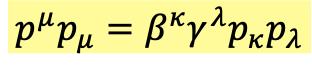 p^μ p_μ = β^κ γ^λ p_κ p_λ